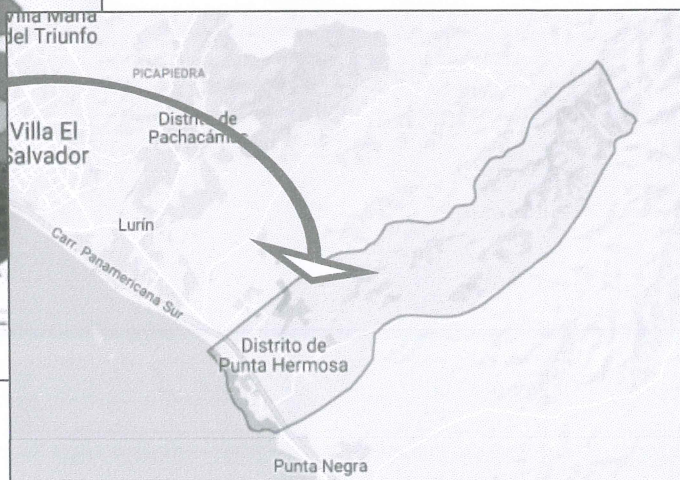 Villa María
del Triunfo
PICAPIEDRA
Distrito de
Pachacámac
Villa El
Salvador
Lurín
Carr. Panamericana Sur
Distrito de
Punta Hermosa
Punta Negra